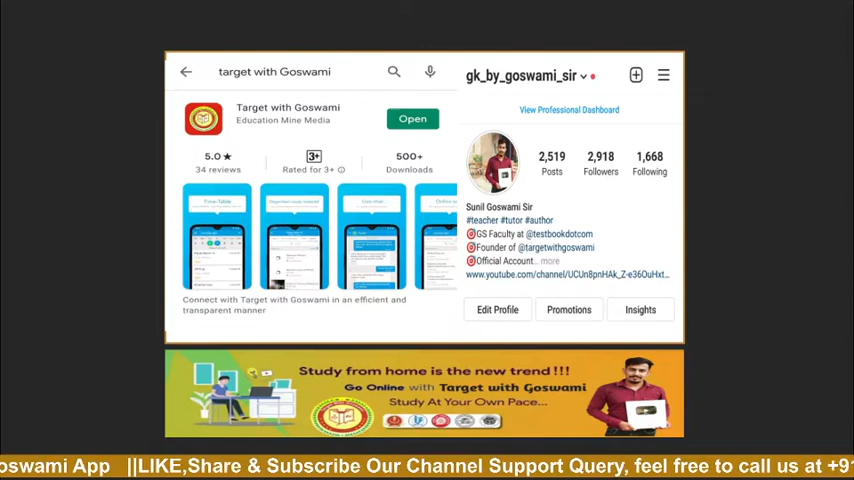 target with Goswami
Target with Goswami
Education Mine Media
Open
5.0★
34 reviews
3+
Rated for 3+
500+
Downloads
Time-Table
Connect with Target with Goswami in an efficient and
transparent manner
gk_by_goswami_sir
View Professional Dashboard
2,519
Posts
2,918
Followers
1,668
Following
Sunil Goswami Sir
#teacher #tutor #author
🎯GS Faculty at @testbookdotcom
🎯Founder of @targetwithgoswami
🎯Official Account... more
www.youtube.com/channel/UCUn8pnHAk_Z-e36OuHxt...
Edit Profile
Promotions
Insights
Study from home is the new trend!!!
Go Online with Target with Goswami
Study At Your Own Pace...
oswami App ||LIKE,Share & Subscribe Our Channel Support Query, feel free to call us at +91